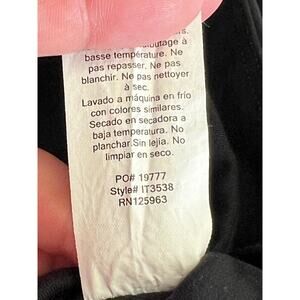 basse température. Ne
pas repasser. Ne pas
blanchir. Ne pas nettoyer
à sec.
Lavado a máquina en frío
con colores similares.
Secado en secadora a
baja temperatura. No
planchar.Sin lejía. No
limpiar en seco.
PO# 19777
Style# IT3538
RN125963